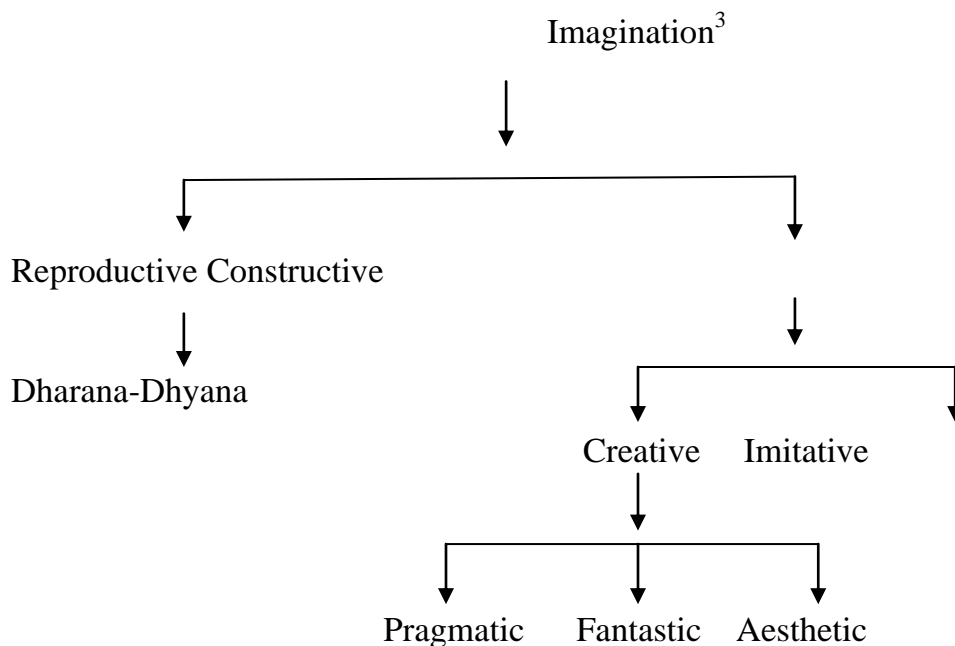 Imagination³
Reproductive Constructive
Dharana-Dhyana
Creative Imitative
Pragmatic Fantastic Aesthetic